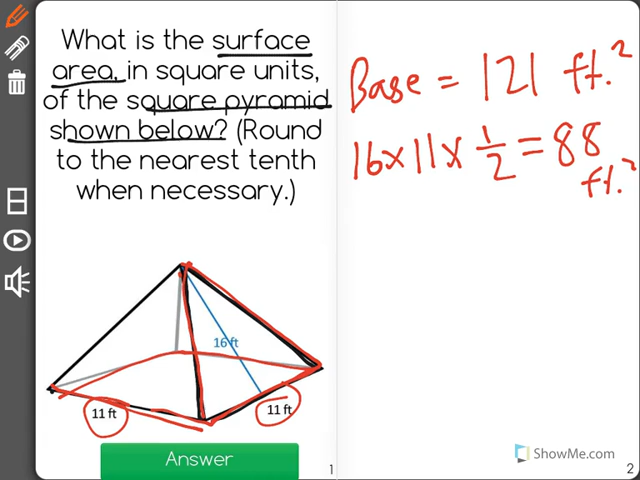 What is the surface
area, in square units,
of the square pyramid
shown below? (Round
to the nearest tenth
when necessary.)
16 ft
11 ft
11 ft
Answer
1
Base = 121 ft.²
16 x 11 x 1/2 = 88
ft.²
ShowMe.com
2